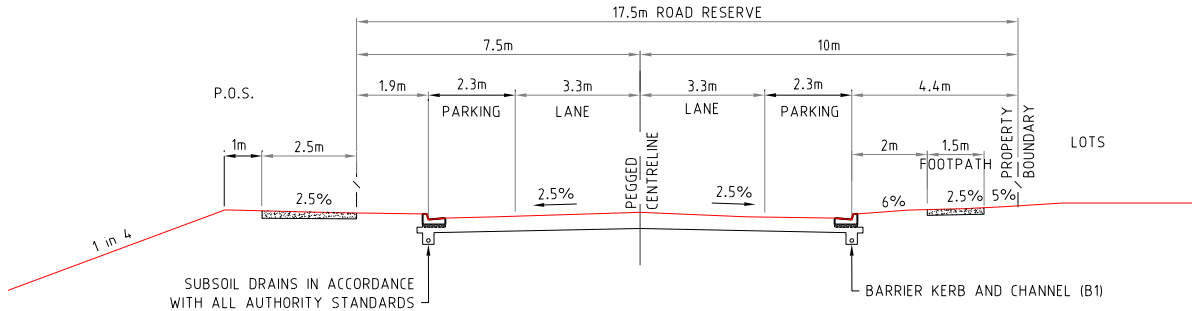 17.5m ROAD RESERVE
7.5m
10m
1.9m
2.3m
3.3m
3.3m
2.3m
4.4m
P.O.S.
PARKING
LANE
LANE
PARKING
PROPERTY
BOUNDARY
LOTS
1m
2.5m
PEGGED
CENTRELINE
2m
1.5m
FOOTPATH
2.5%
2.5%
2.5%
6%
2.5%
5%
1 in 4
SUBSOIL DRAINS IN ACCORDANCE
WITH ALL AUTHORITY STANDARDS
BARRIER KERB AND CHANNEL (B1)